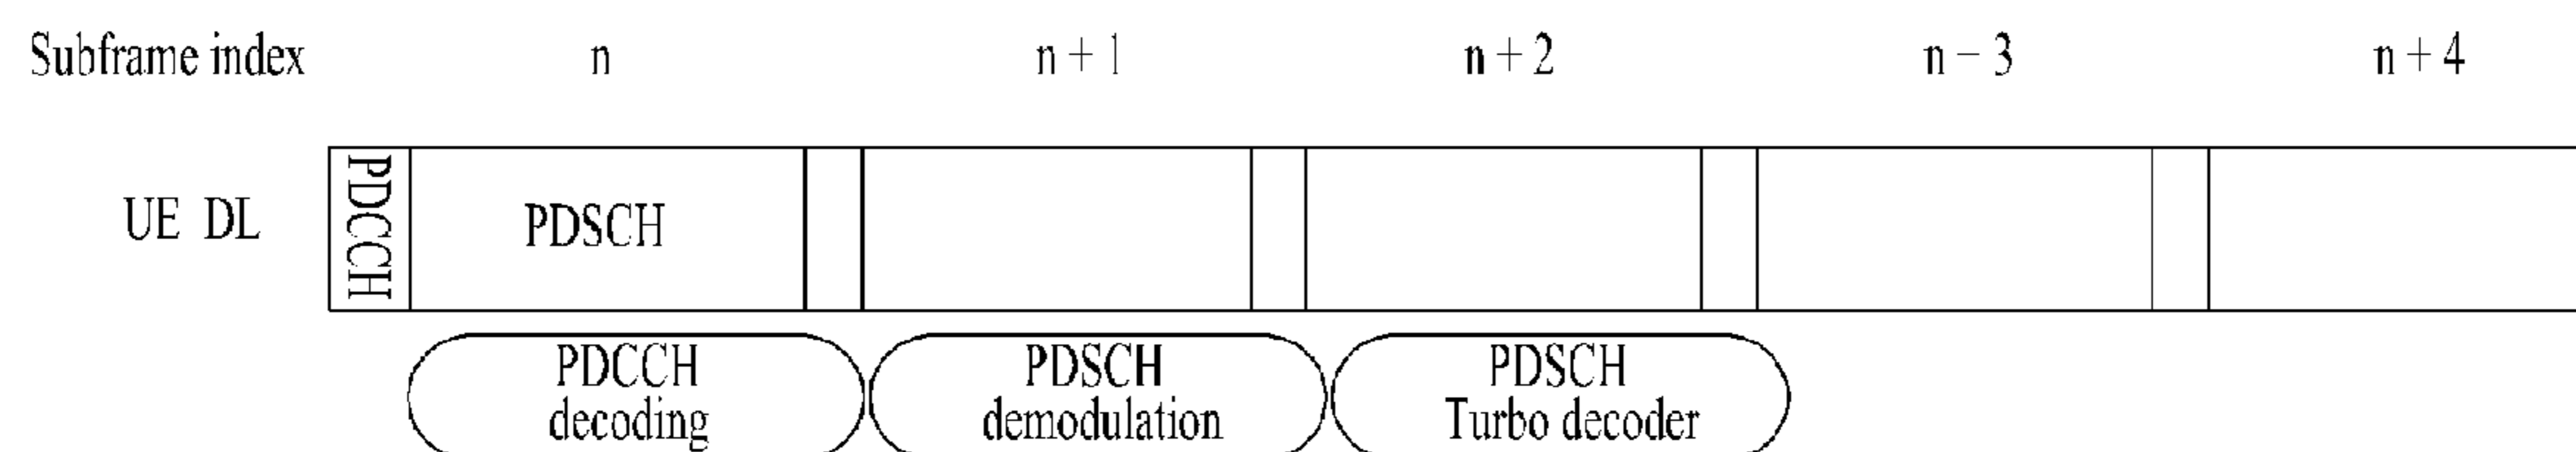 Subframe index n n + 1 n + 2 n − 3 n + 4
UE DL PDCCH PDSCH
PDCCH PDSCH PDSCH
decoding demodulation Turbo decoder